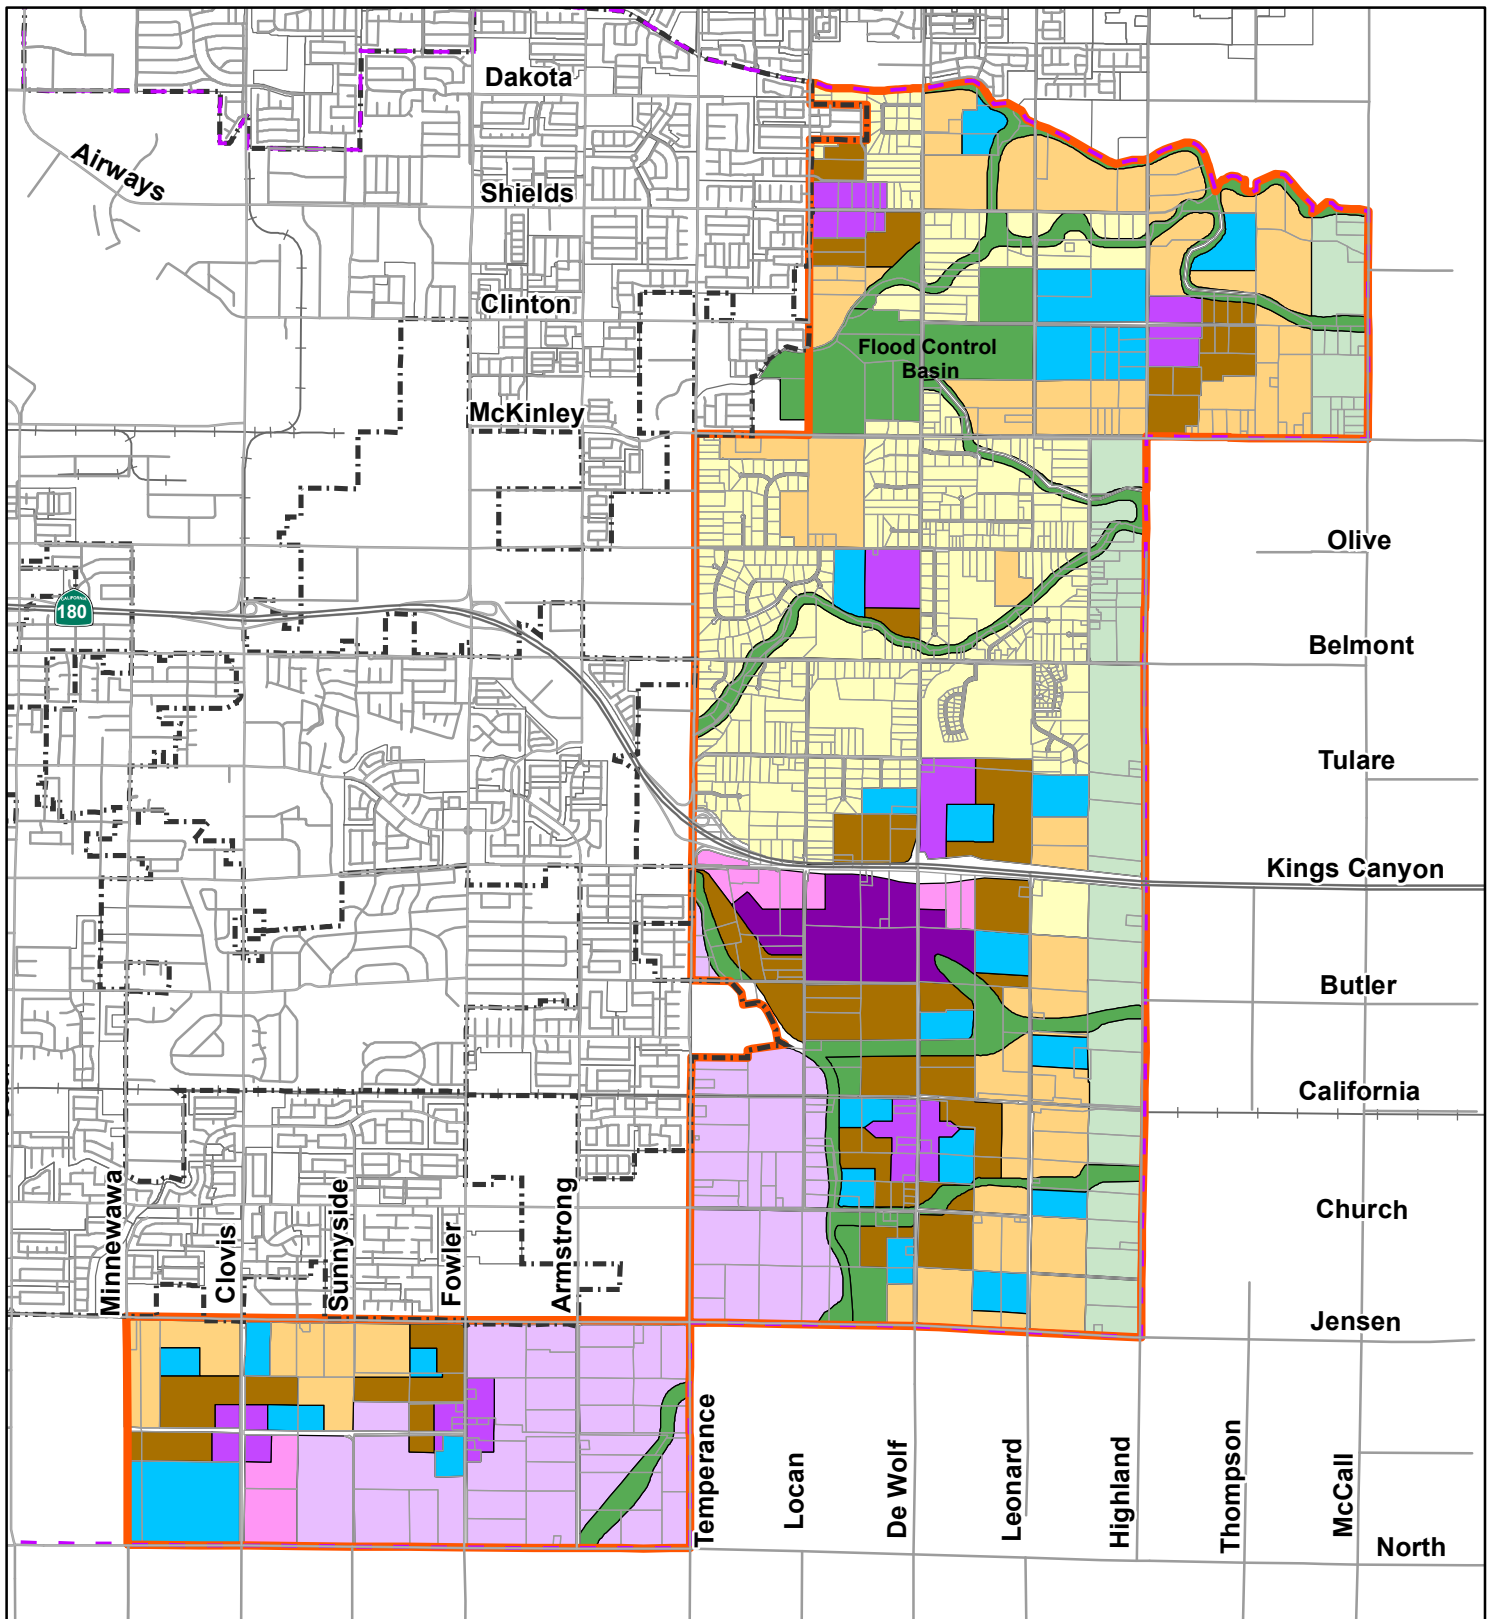 Dakota
Airways
Shields
Clinton
Flood Control
Basin
McKinley
Olive
CALIFORNIA
180
Belmont
Tulare
Kings Canyon
Butler
California
Minnewawa
Clovis
Sunnyside
Fowler
Armstrong
Church
Jensen
Temperance
Locan
De Wolf
Leonard
Highland
Thompson
McCall
North